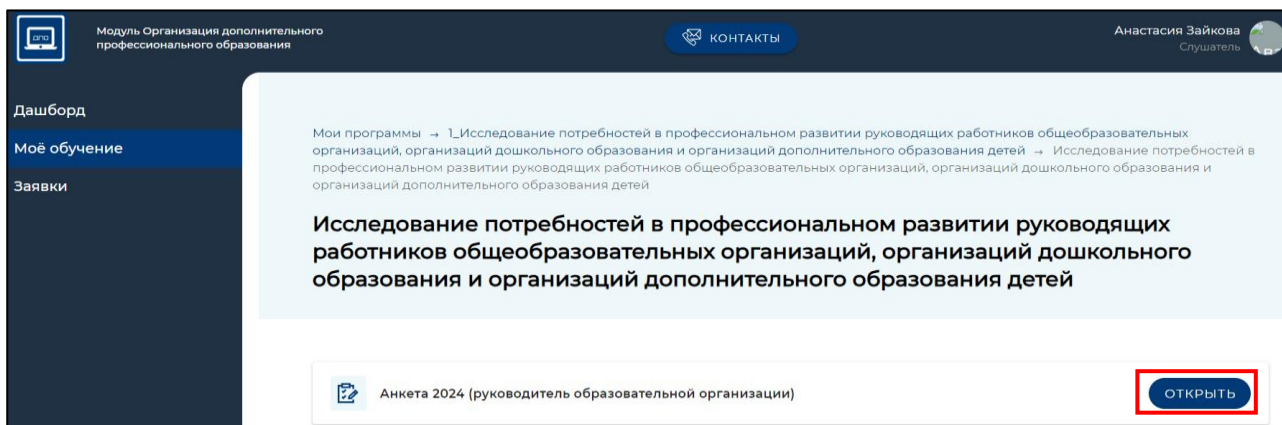 дпо
Модуль Организация дополнительного
профессионального образования
КОНТАКТЫ
Анастасия Зайкова
Слушатель
Дашборд
Моё обучение
Заявки
Мои программы → 1_Исследование потребностей в профессиональном развитии руководящих работников общеобразовательных
организаций, организаций дошкольного образования и организаций дополнительного образования детей → Исследование потребностей в
профессиональном развитии руководящих работников общеобразовательных организаций, организаций дошкольного образования и
организаций дополнительного образования детей
Исследование потребностей в профессиональном развитии руководящих
работников общеобразовательных организаций, организаций дошкольного
образования и организаций дополнительного образования детей
Анкета 2024 (руководитель образовательной организации)
ОТКРЫТЬ